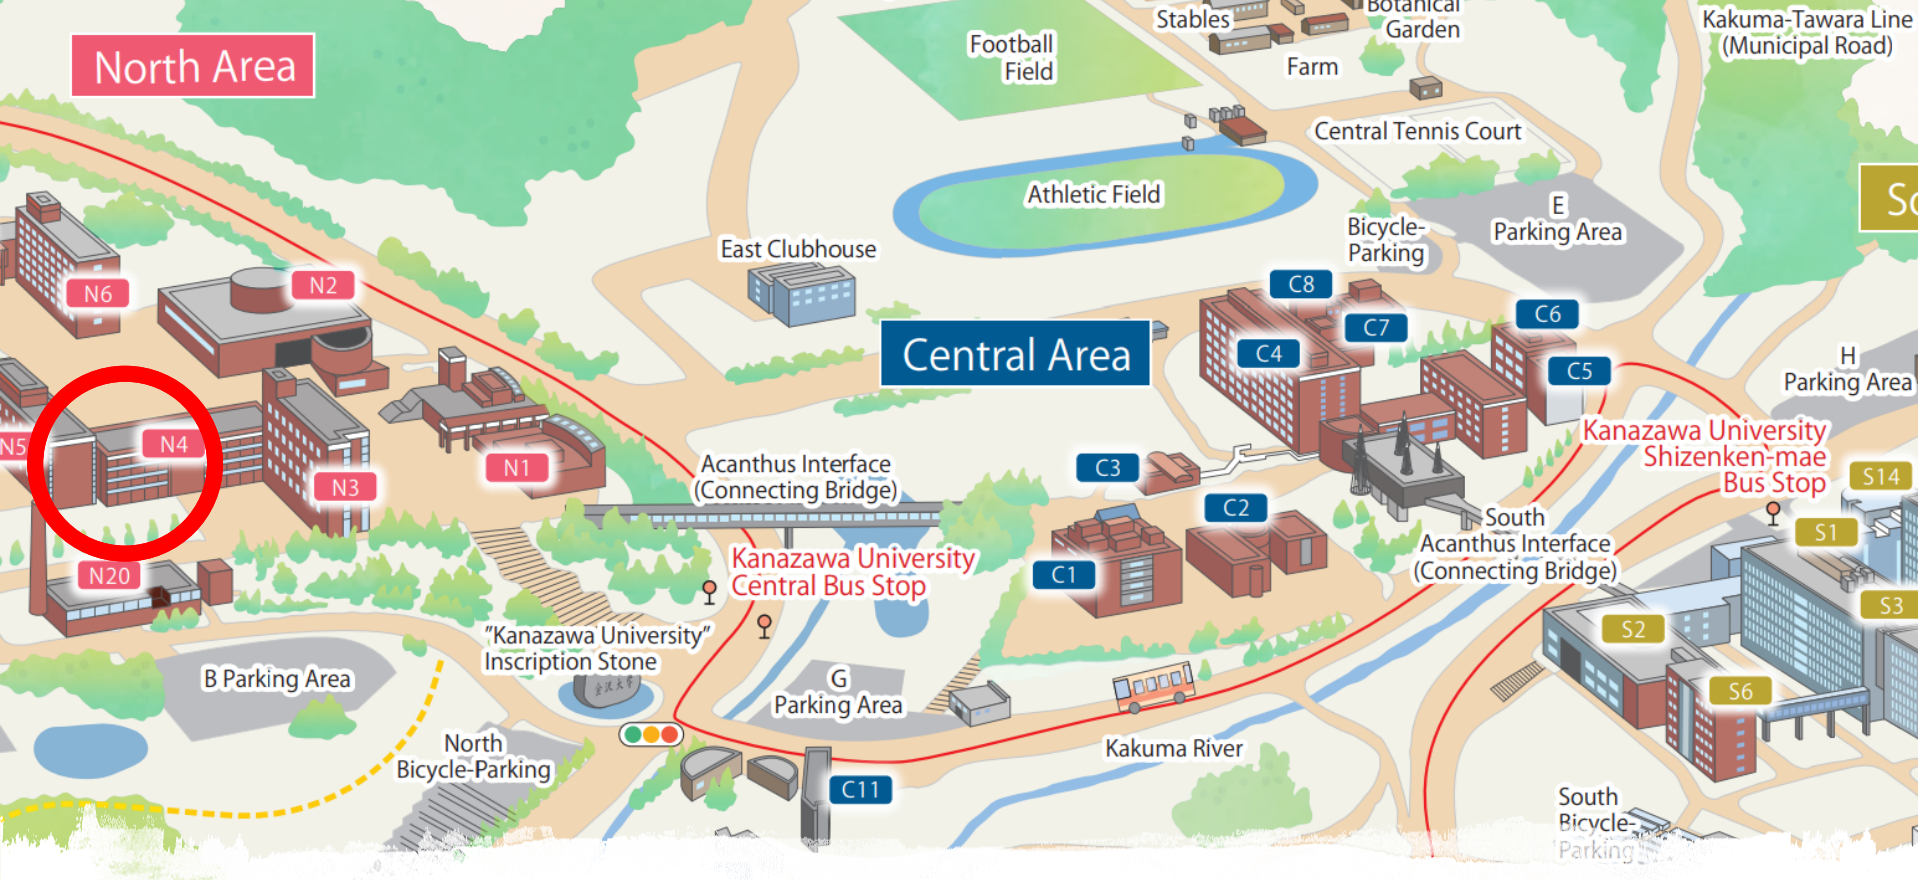 North Area
Football
Field
Stables
Botanical
Garden
Farm
Kakuma-Tawara Line
(Municipal Road)
Central Tennis Court
Athletic Field
E
Parking Area
Bicycle-
Parking
East Clubhouse
N6
N2
C8
C7
C6
C4
C5
Central Area
H
Parking Area
N5
N4
N3
N1
Kanazawa University
Shizenken-mae
Bus Stop
Acanthus Interface
(Connecting Bridge)
C3
C2
C1
S14
S1
S3
South
Acanthus Interface
(Connecting Bridge)
Kanazawa University
Central Bus Stop
N20
"Kanazawa University"
Inscription Stone
金沢大学
S2
S6
B Parking Area
G
Parking Area
North
Bicycle-Parking
Kakuma River
C11
South
Bicycle-
Parking